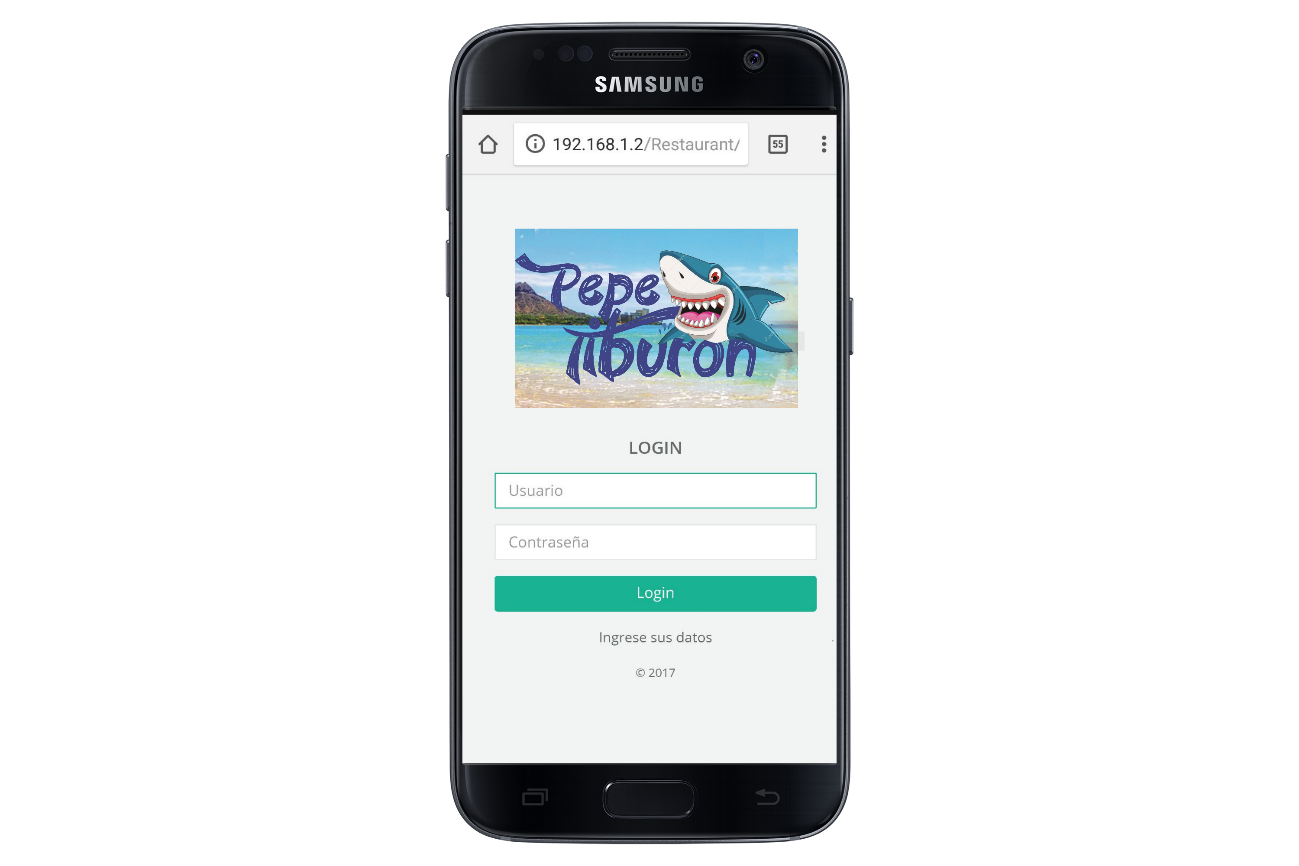 SAMSUNG
192.168.1.2/Restaurant/
55
Pepe
Tiburon
LOGIN
Usuario
Contraseña
Login
Ingrese sus datos
© 2017